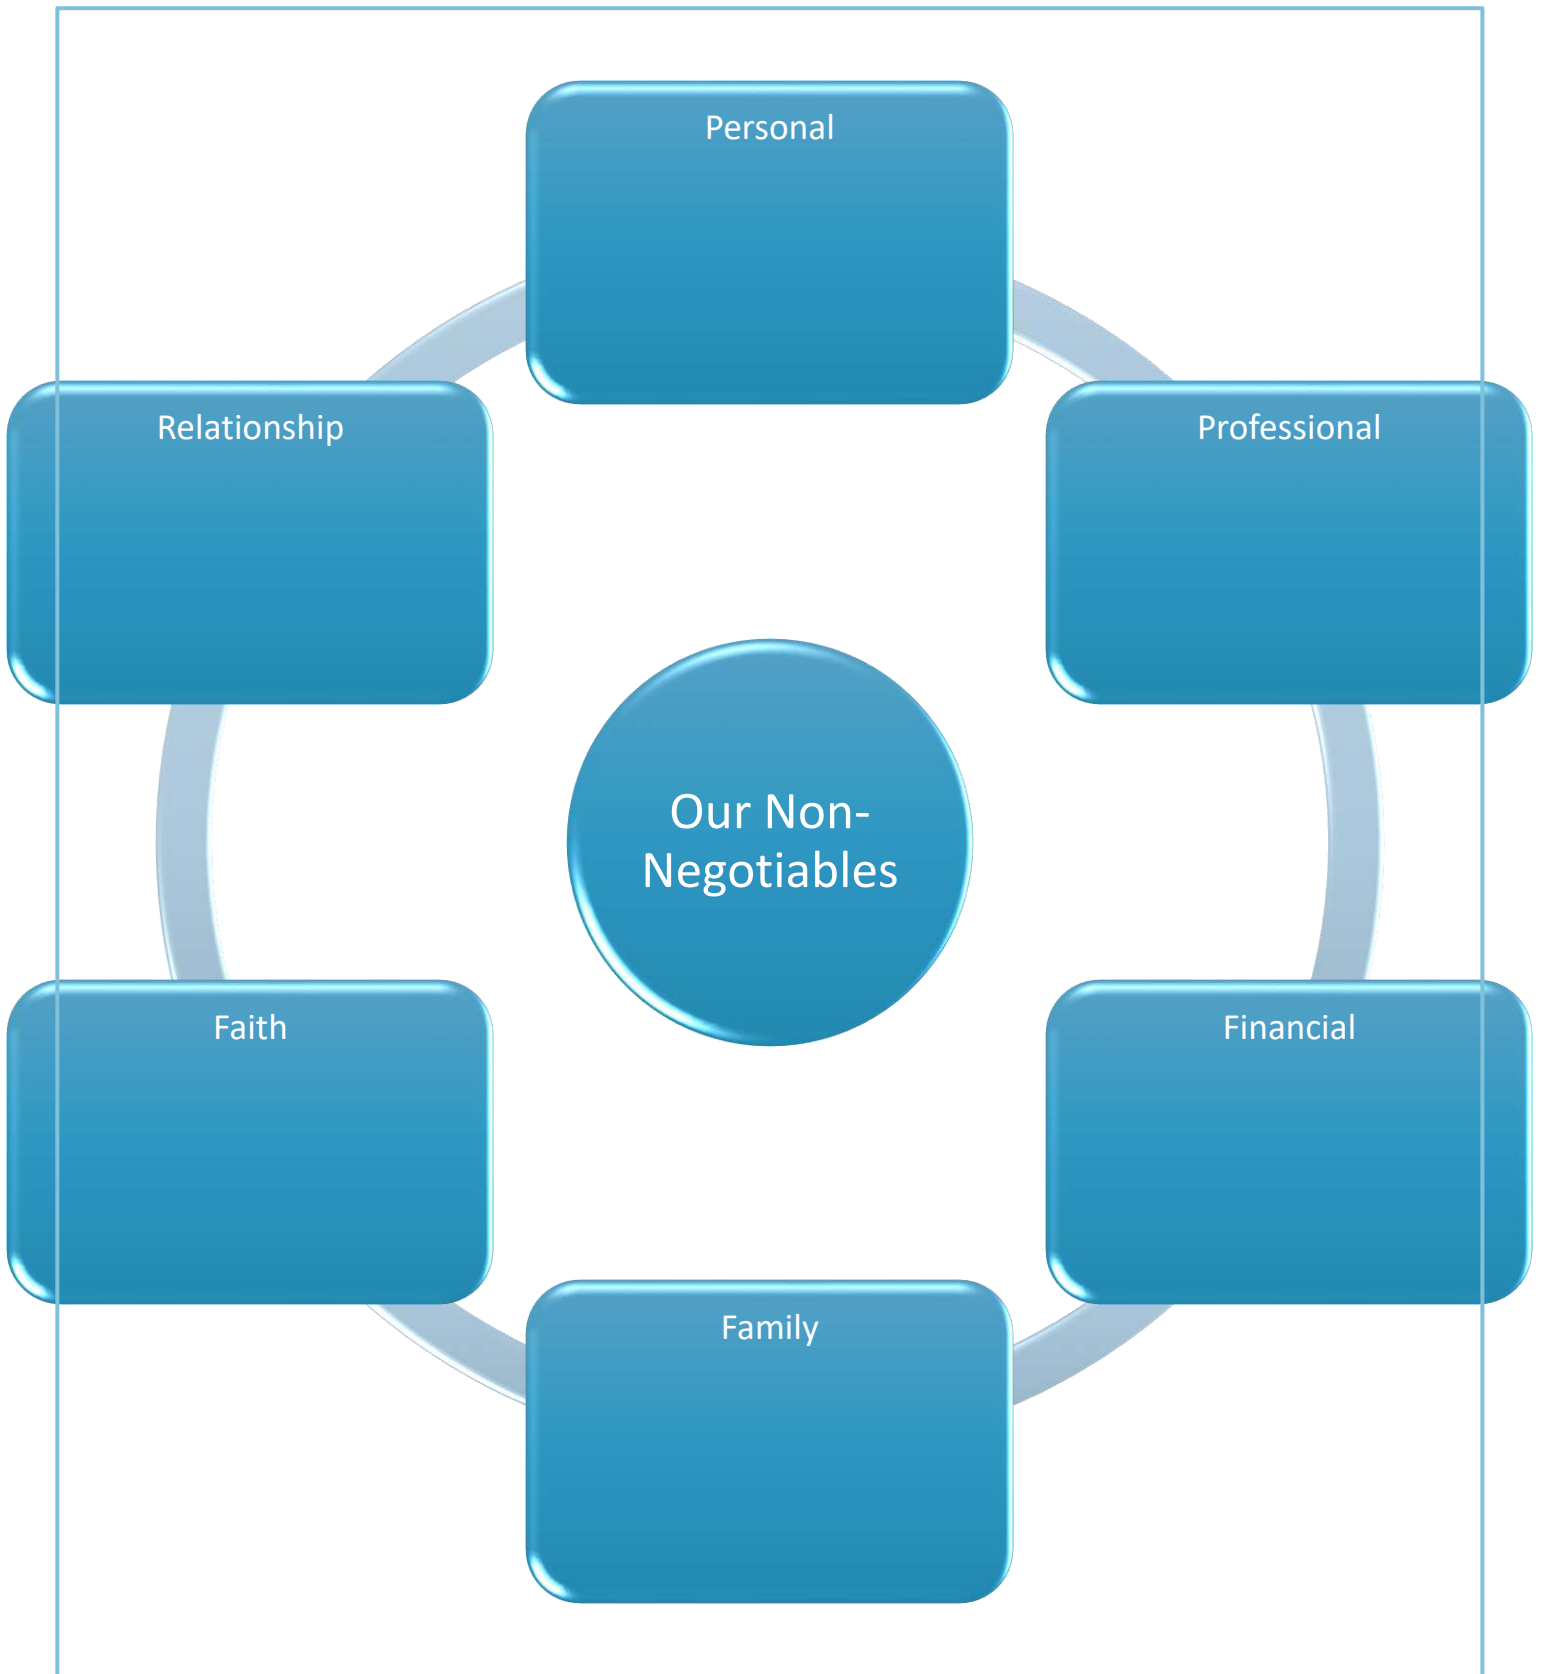 Personal
Relationship
Professional
Our Non-
Negotiables
Faith
Financial
Family